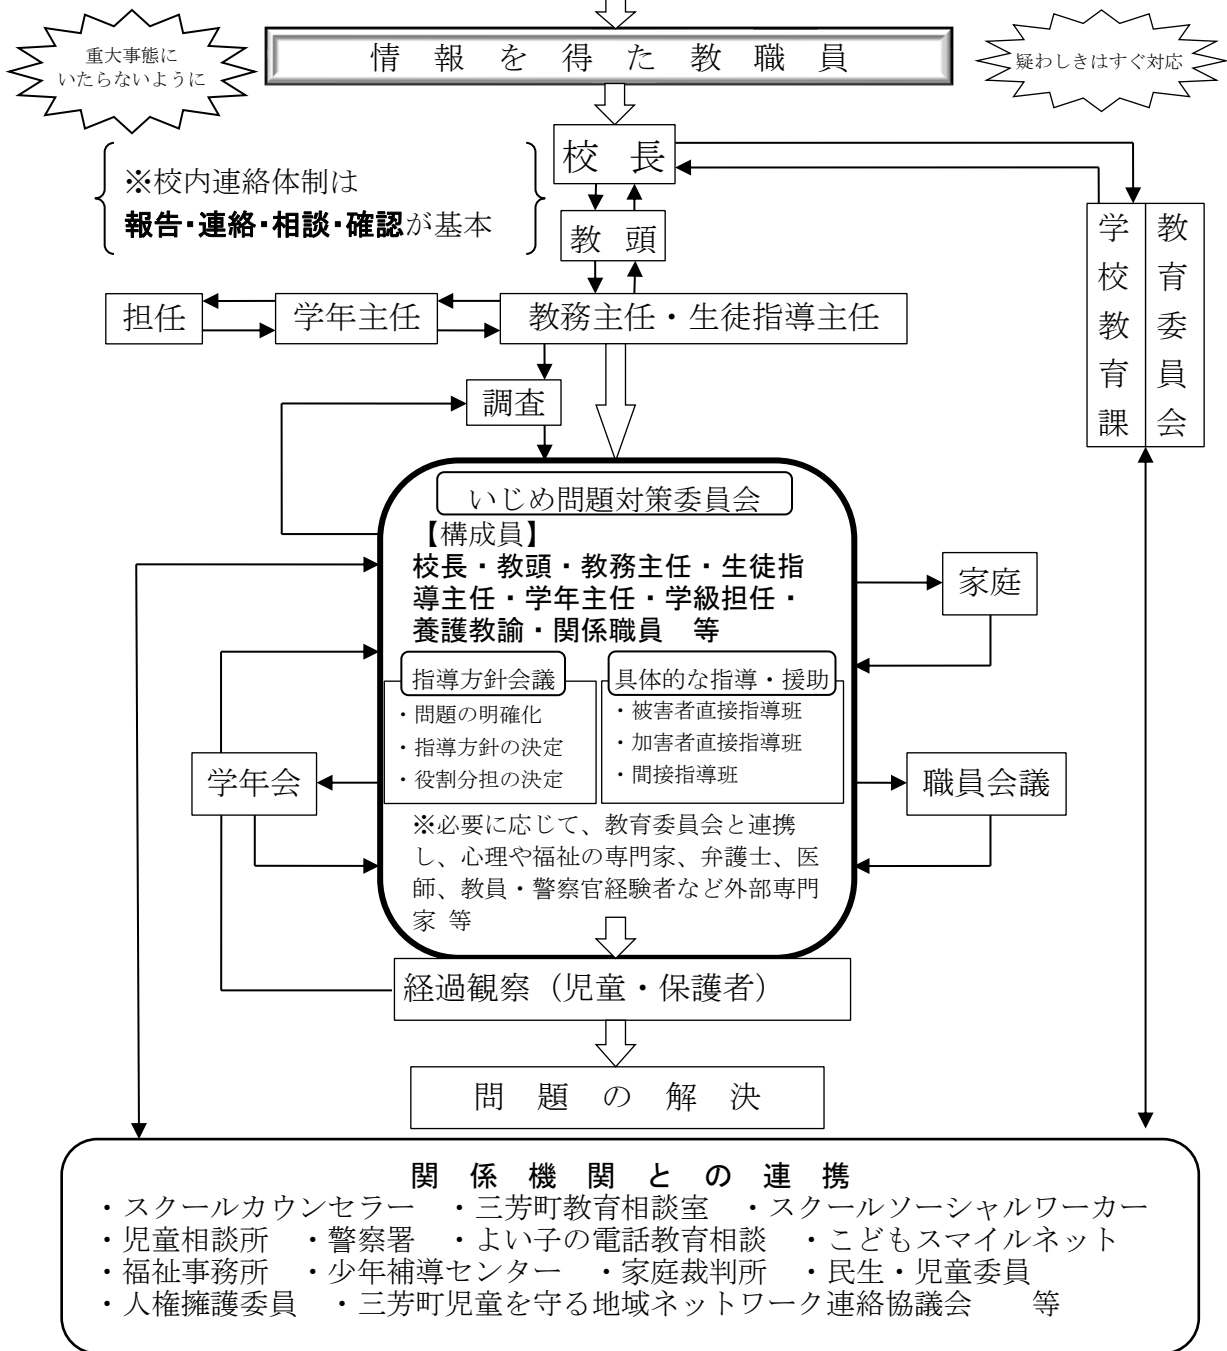 重大事態に
いたらないように
情報を得た教職員
疑わしきはすぐ対応
校長
※校内連絡体制は
報告・連絡・相談・確認が基本
教頭
学校教育課
教育委員会
担任
学年主任
教務主任・生徒指導主任
調査
いじめ問題対策委員会
【構成員】
校長・教頭・教務主任・生徒指
導主任・学年主任・学級担任・
養護教諭・関係職員　等
家庭
指導方針会議
・問題の明確化
・指導方針の決定
・役割分担の決定
具体的な指導・援助
・被害者直接指導班
・加害者直接指導班
・間接指導班
学年会
職員会議
※必要に応じて、教育委員会と連携
し、心理や福祉の専門家、弁護士、医
師、教員・警察官経験者など外部専門
家 等
経過観察（児童・保護者）
問題の解決
関係機関との連携
・スクールカウンセラー　・三芳町教育相談室　・スクールソーシャルワーカー
・児童相談所　・警察署　・よい子の電話教育相談　・こどもスマイルネット
・福祉事務所　・少年補導センター　・家庭裁判所　・民生・児童委員
・人権擁護委員　・三芳町児童を守る地域ネットワーク連絡協議会　　等